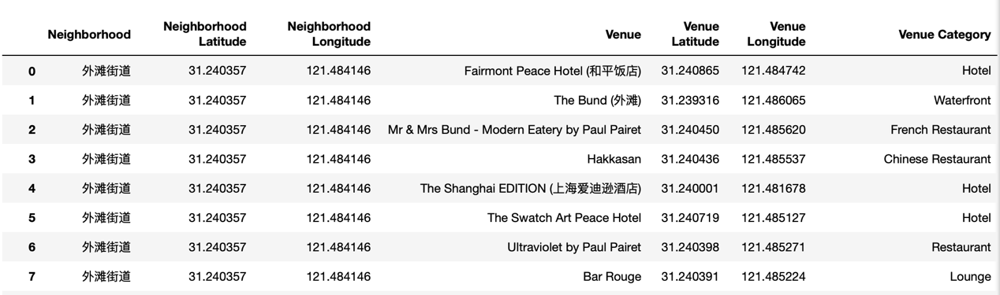 Neighborhood Neighborhood Latitude Neighborhood Longitude Venue Venue Latitude Venue Longitude Venue Category
0 外滩街道 31.240357 121.484146 Fairmont Peace Hotel (和平饭店) 31.240865 121.484742 Hotel
1 外滩街道 31.240357 121.484146 The Bund (外滩) 31.239316 121.486065 Waterfront
2 外滩街道 31.240357 121.484146 Mr & Mrs Bund - Modern Eatery by Paul Pairet 31.240450 121.485620 French Restaurant
3 外滩街道 31.240357 121.484146 Hakkasan 31.240436 121.485537 Chinese Restaurant
4 外滩街道 31.240357 121.484146 The Shanghai EDITION (上海爱迪逊酒店) 31.240001 121.481678 Hotel
5 外滩街道 31.240357 121.484146 The Swatch Art Peace Hotel 31.240719 121.485127 Hotel
6 外滩街道 31.240357 121.484146 Ultraviolet by Paul Pairet 31.240398 121.485271 Restaurant
7 外滩街道 31.240357 121.484146 Bar Rouge 31.240391 121.485224 Lounge